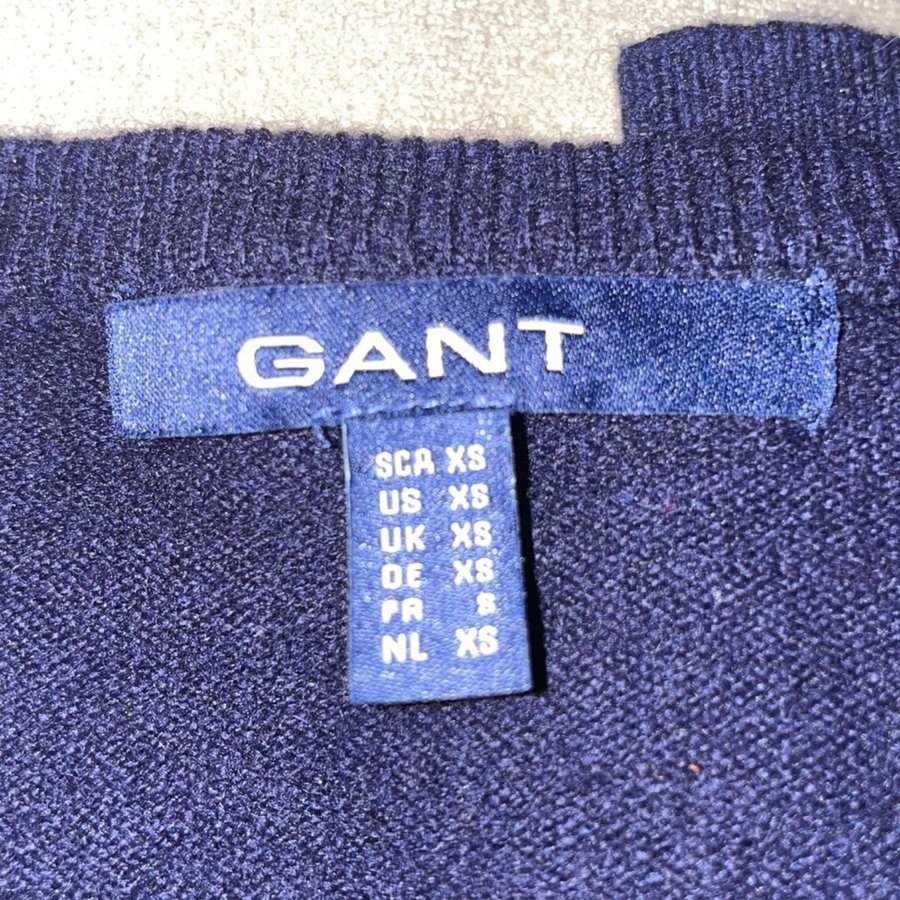 GANT
SCA XS
US XS
UK XS
DE XS
FR S
NL XS